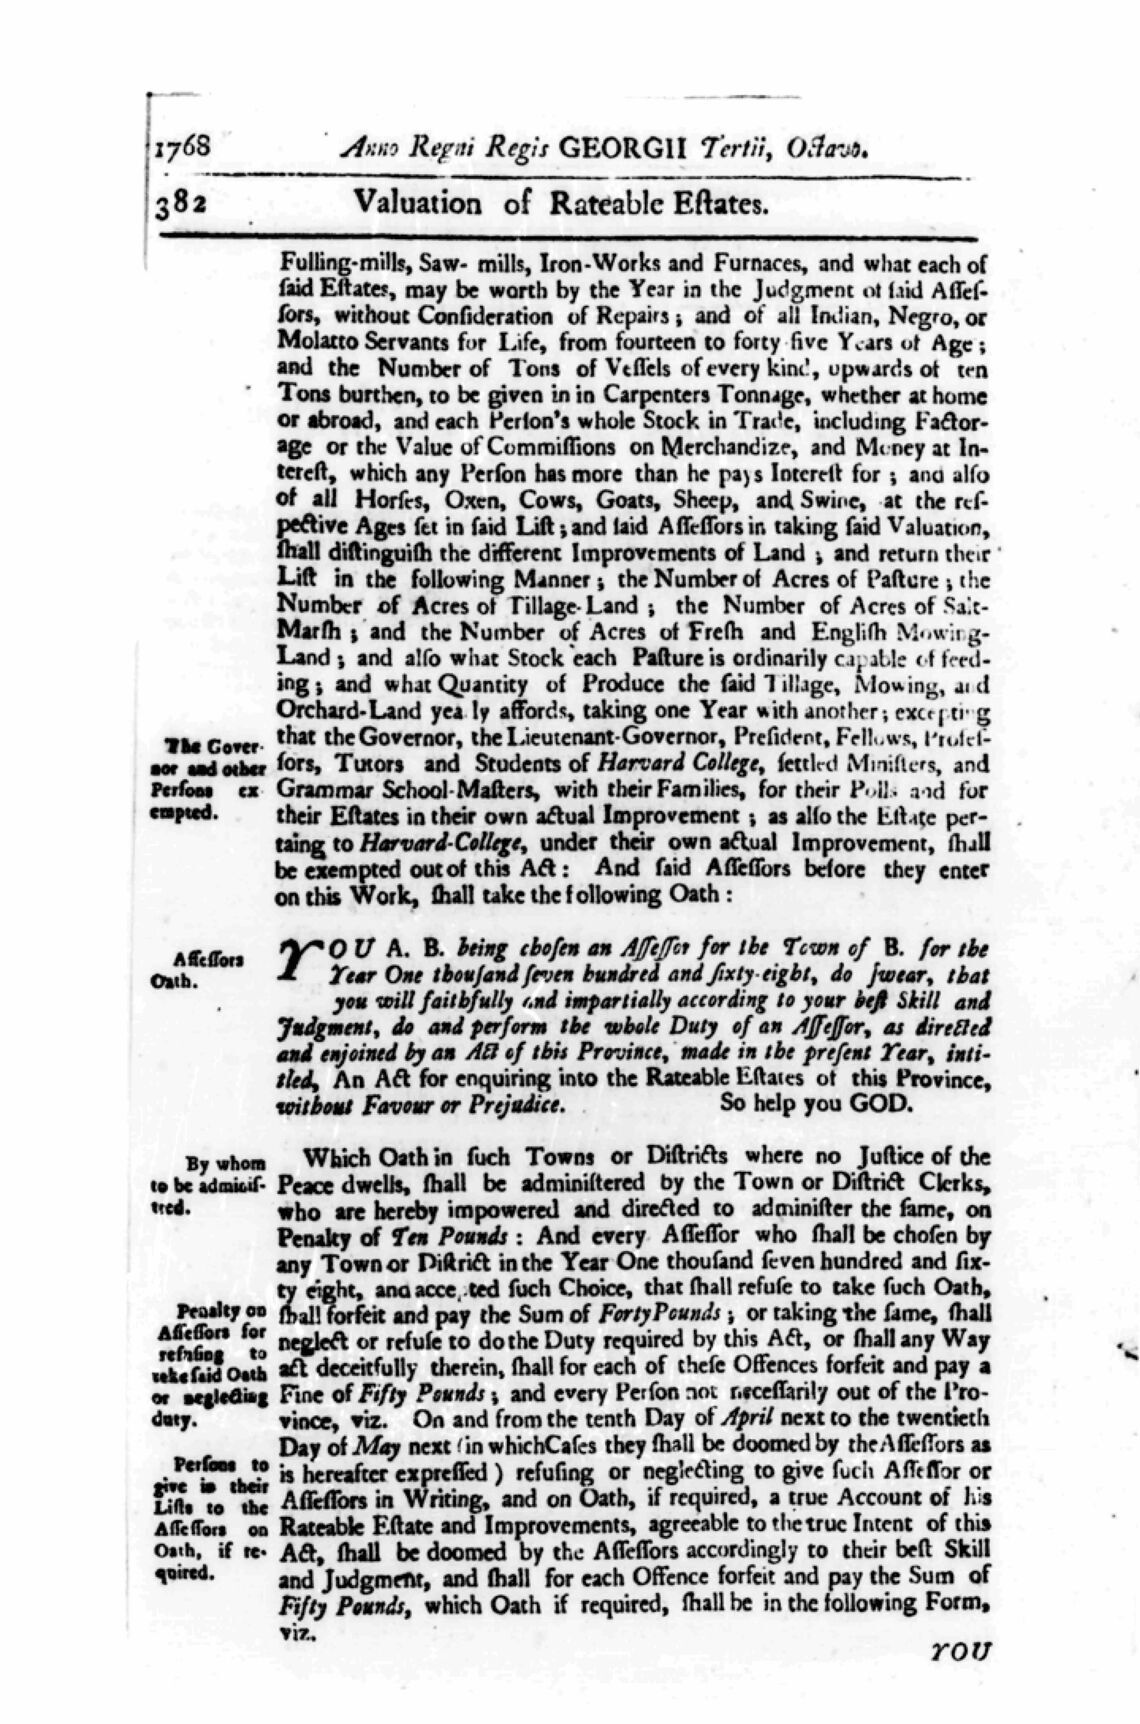 1768 Anno Regni Regis GEORGII Tertii, Octavo.
382 Valuation of Rateable Eſtates.
Fulling-mills, Saw- mills, Iron-Works and Furnaces, and what each of
ſaid Eſtates, may be worth by the Year in the Judgment of ſaid Aſſeſ-
ſors, without Conſideration of Repairs; and of all Indian, Negro, or
Molatto Servants for Life, from fourteen to forty five Years of Age;
and the Number of Tons of Veſſels of every kind, upwards of ten
Tons burthen, to be given in in Carpenters Tonnage, whether at home
or abroad, and each Perſon's whole Stock in Trade, including Factor-
age or the Value of Commiſſions on Merchandize, and Money at In-
tereſt, which any Perſon has more than he pays Intereſt for; and alſo
of all Horſes, Oxen, Cows, Goats, Sheep, and Swine, at the reſ-
pective Ages ſet in ſaid Liſt; and ſaid Aſſeſſors in taking ſaid Valuation,
ſhall diſtinguiſh the different Improvements of Land; and return their
Liſt in the following Manner; the Number of Acres of Paſture; the
Number of Acres of Tillage-Land; the Number of Acres of Salt-
Marſh; and the Number of Acres of Freſh and Engliſh Mowing-
Land; and alſo what Stock each Paſture is ordinarily capable of feed-
ing; and what Quantity of Produce the ſaid Tillage, Mowing, and
Orchard-Land yearly affords, taking one Year with another; excepting
The Gover-
that the Governor, the Lieutenant-Governor, Preſident, Fellows, Profeſ-
nor and other
ſors, Tutors and Students of Harvard College, ſettled Miniſters, and
Perſons ex
Grammar School-Maſters, with their Families, for their Polls and for
empted.
their Eſtates in their own actual Improvement; as alſo the Eſtate per-
taing to Harvard-College, under their own actual Improvement, ſhall
be exempted out of this Act: And ſaid Aſſeſſors before they enter
on this Work, ſhall take the following Oath:
Aſſeſſors
Oath.
YOU A. B. being choſen an Aſſeſſor for the Town of B. for the
Year One thouſand ſeven hundred and ſixty-eight, do ſwear, that
you will faithfully and impartially according to your beſt Skill and
Judgment, do and perform the whole Duty of an Aſſeſſor, as directed
and enjoined by an Act of this Province, made in the preſent Year, inti-
tled, An Act for enquiring into the Rateable Eſtates of this Province,
without Favour or Prejudice. So help you GOD.
By whom
to be adminiſ-
tred.
Which Oath in ſuch Towns or Diſtricts where no Juſtice of the
Peace dwells, ſhall be adminiſtered by the Town or Diſtrict Clerks,
who are hereby impowered and directed to adminiſter the ſame, on
Penalty of Ten Pounds: And every Aſſeſſor who ſhall be choſen by
any Town or Diſtrict in the Year One thouſand ſeven hundred and ſix-
ty eight, and accepted ſuch Choice, that ſhall refuſe to take ſuch Oath,
Penalty on
Aſſeſſors for
refuſing to
take ſaid Oath
or neglecting
duty.
ſhall forfeit and pay the Sum of Forty Pounds; or taking the ſame, ſhall
neglect or refuſe to do the Duty required by this Act, or ſhall any Way
act deceitfully therein, ſhall for each of theſe Offences forfeit and pay a
Fine of Fifty Pounds; and every Perſon not neceſſarily out of the Pro-
vince, viz. On and from the tenth Day of April next to the twentieth
Day of May next (in which Caſes they ſhall be doomed by the Aſſeſſors as
Perſons to
give in their
Liſts to the
Aſſeſſors on
Oath, if re-
quired.
is hereafter expreſſed) refuſing or neglecting to give ſuch Aſſeſſor or
Aſſeſſors in Writing, and on Oath, if required, a true Account of his
Rateable Eſtate and Improvements, agreeable to the true Intent of this
Act, ſhall be doomed by the Aſſeſſors accordingly to their beſt Skill
and Judgment, and ſhall for each Offence forfeit and pay the Sum of
Fifty Pounds, which Oath if required, ſhall be in the following Form,
viz.
YOU